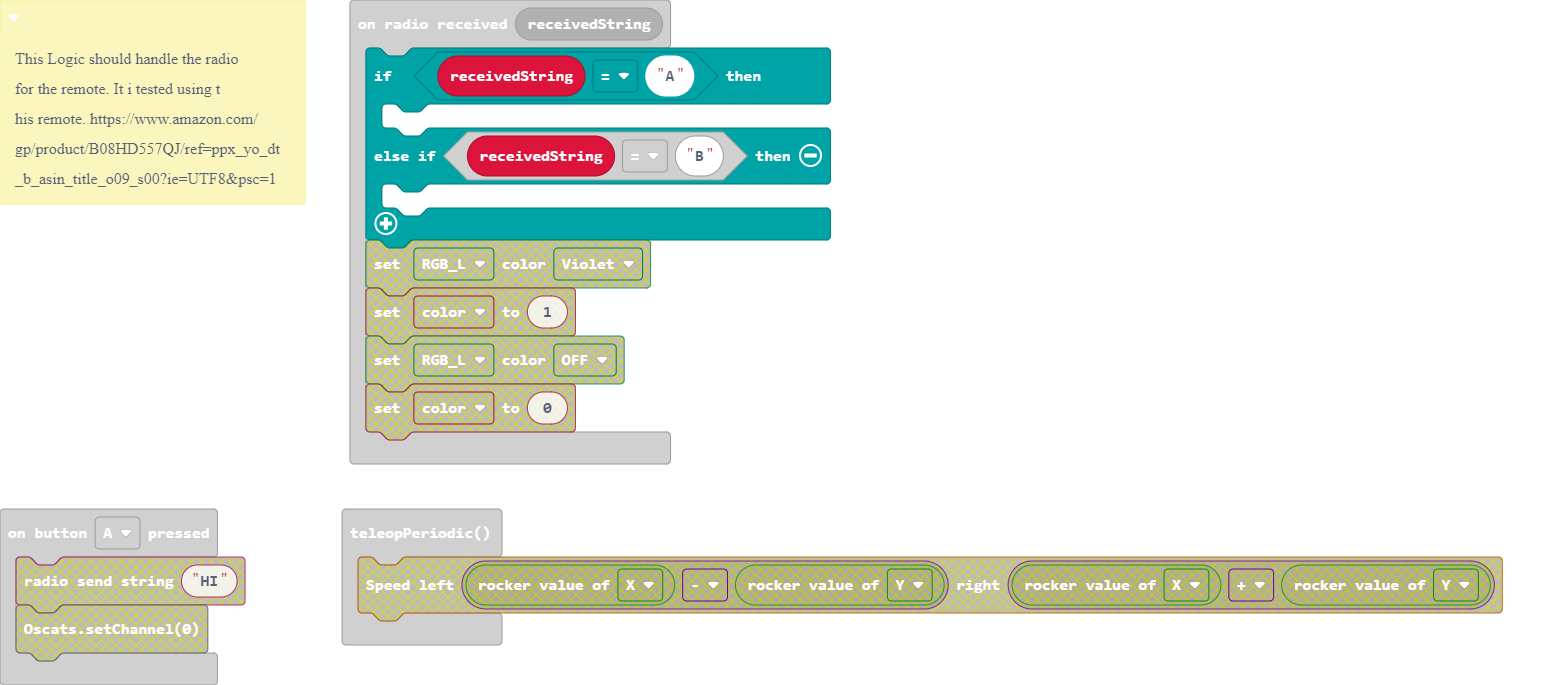 This Logic should handle the radio
for the remote. It i tested using t
his remote. https://www.amazon.com/
gp/product/B08HD557QJ/ref=ppx_yo_dt
_b_asin_title_o09_s00?ie=UTF8&psc=1
on radio received receivedString
if receivedString = "A" then
else if receivedString = "B" then
set RGB_L color Violet
set color to 1
set RGB_L color OFF
set color to 0
on button A pressed
radio send string "HI"
Oscats.setChannel(0)
teleopPeriodic()
Speed left rocker value of X - rocker value of Y right rocker value of X + rocker value of Y